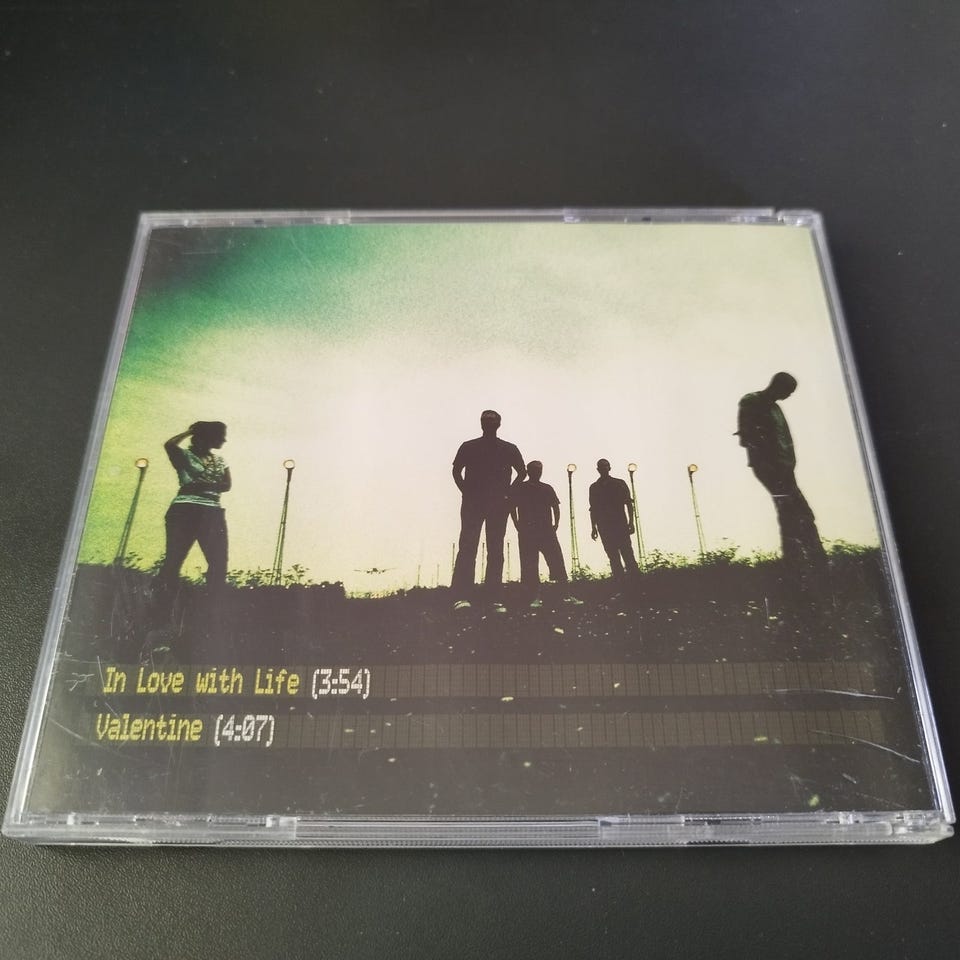 In Love with Life (3:54)
Valentine (4:07)